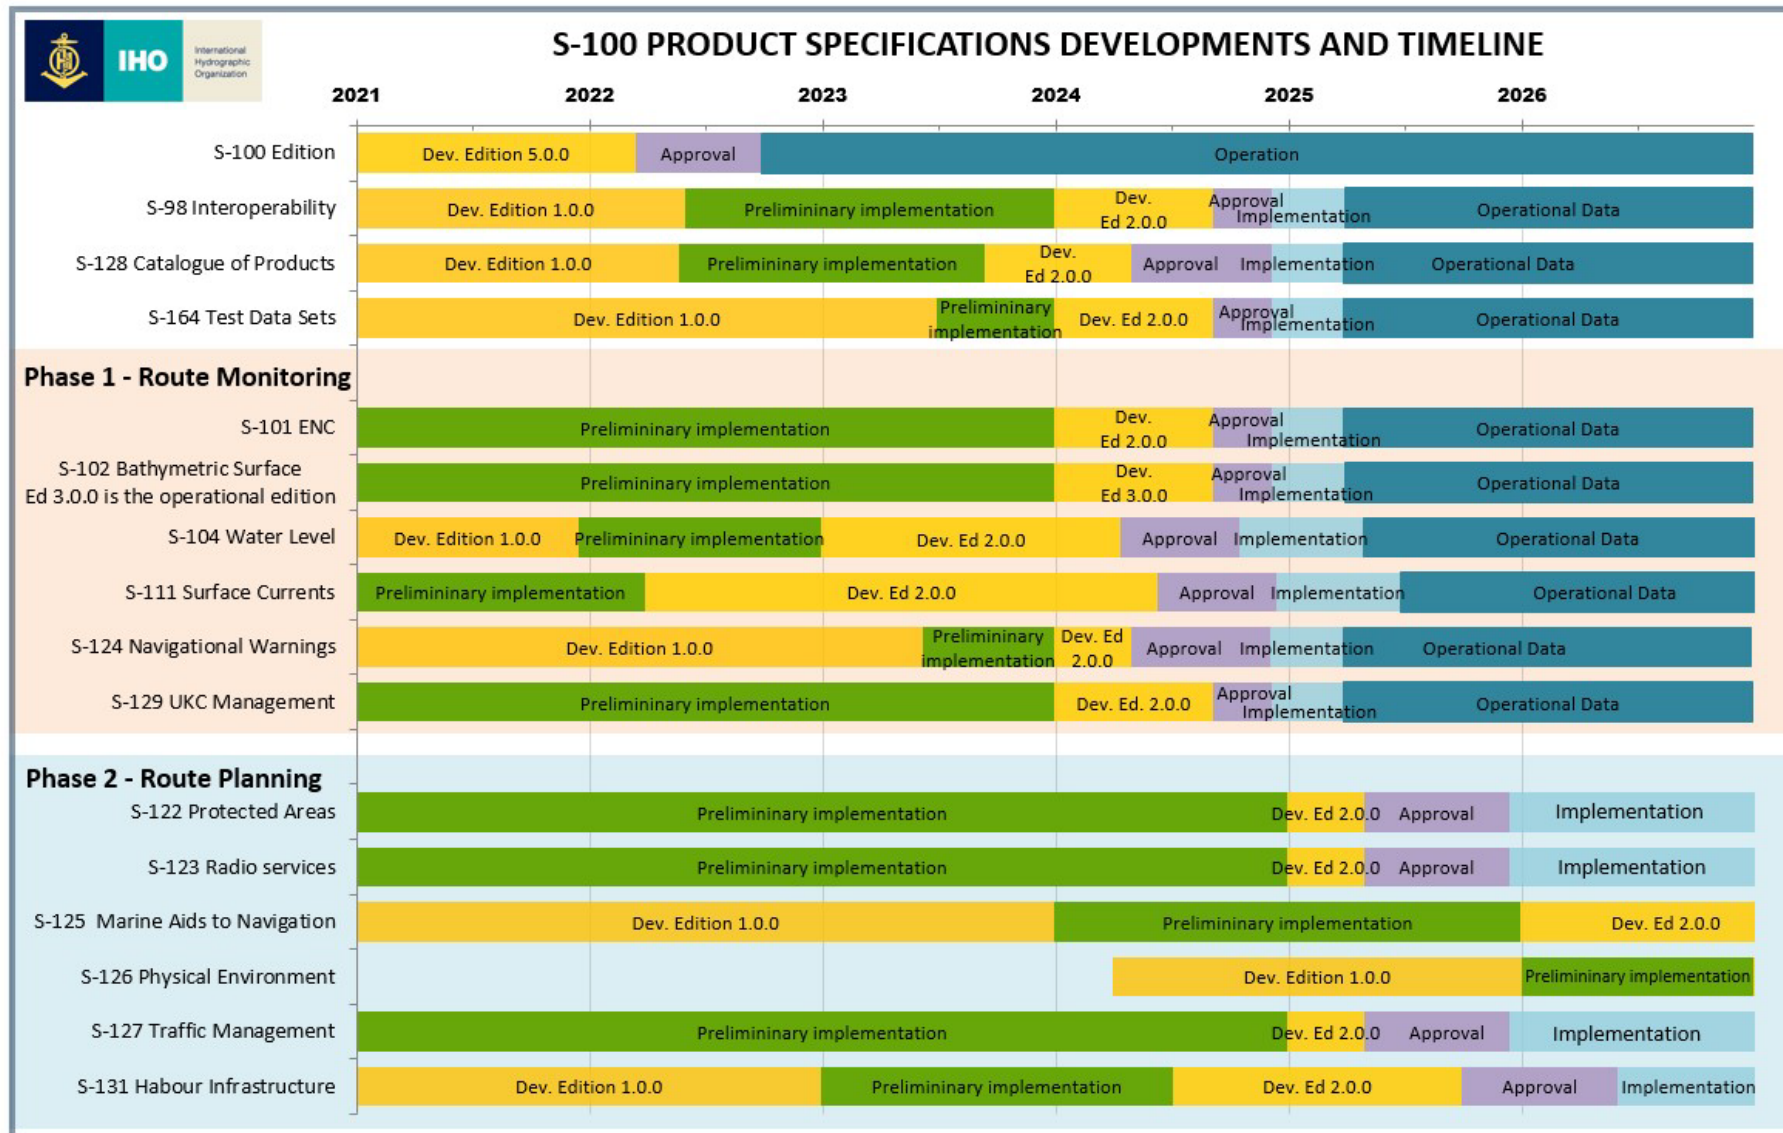 IHO
International
Hydrographic
Organization
S-100 PRODUCT SPECIFICATIONS DEVELOPMENTS AND TIMELINE
2021 2022 2023 2024 2025 2026
S-100 Edition Dev. Edition 5.0.0 Approval Operation
S-98 Interoperability Dev. Edition 1.0.0 Prelimininary implementation Dev.
Ed 2.0.0 Approval Implementation Operational Data
S-128 Catalogue of Products Dev. Edition 1.0.0 Prelimininary implementation Dev.
Ed 2.0.0 Approval Implementation Operational Data
S-164 Test Data Sets Dev. Edition 1.0.0 Prelimininary
implementation Dev. Ed 2.0.0 Approval Implementation Operational Data
Phase 1 - Route Monitoring
S-101 ENC Prelimininary implementation Dev.
Ed 2.0.0 Approval Implementation Operational Data
S-102 Bathymetric Surface
Ed 3.0.0 is the operational edition Prelimininary implementation Dev.
Ed 3.0.0 Approval Implementation Operational Data
S-104 Water Level Dev. Edition 1.0.0 Prelimininary implementation Dev. Ed 2.0.0 Approval Implementation Operational Data
S-111 Surface Currents Prelimininary implementation Dev. Ed 2.0.0 Approval Implementation Operational Data
S-124 Navigational Warnings Dev. Edition 1.0.0 Prelimininary
implementation Dev. Ed
2.0.0 Approval Implementation Operational Data
S-129 UKC Management Prelimininary implementation Dev. Ed. 2.0.0 Approval Implementation Operational Data
Phase 2 - Route Planning
S-122 Protected Areas Prelimininary implementation Dev. Ed 2.0.0 Approval Implementation
S-123 Radio services Prelimininary implementation Dev. Ed 2.0.0 Approval Implementation
S-125 Marine Aids to Navigation Dev. Edition 1.0.0 Prelimininary implementation Dev. Ed 2.0.0
S-126 Physical Environment Dev. Edition 1.0.0 Prelimininary implementation
S-127 Traffic Management Prelimininary implementation Dev. Ed 2.0.0 Approval Implementation
S-131 Habour Infrastructure Dev. Edition 1.0.0 Prelimininary implementation Dev. Ed 2.0.0 Approval Implementation